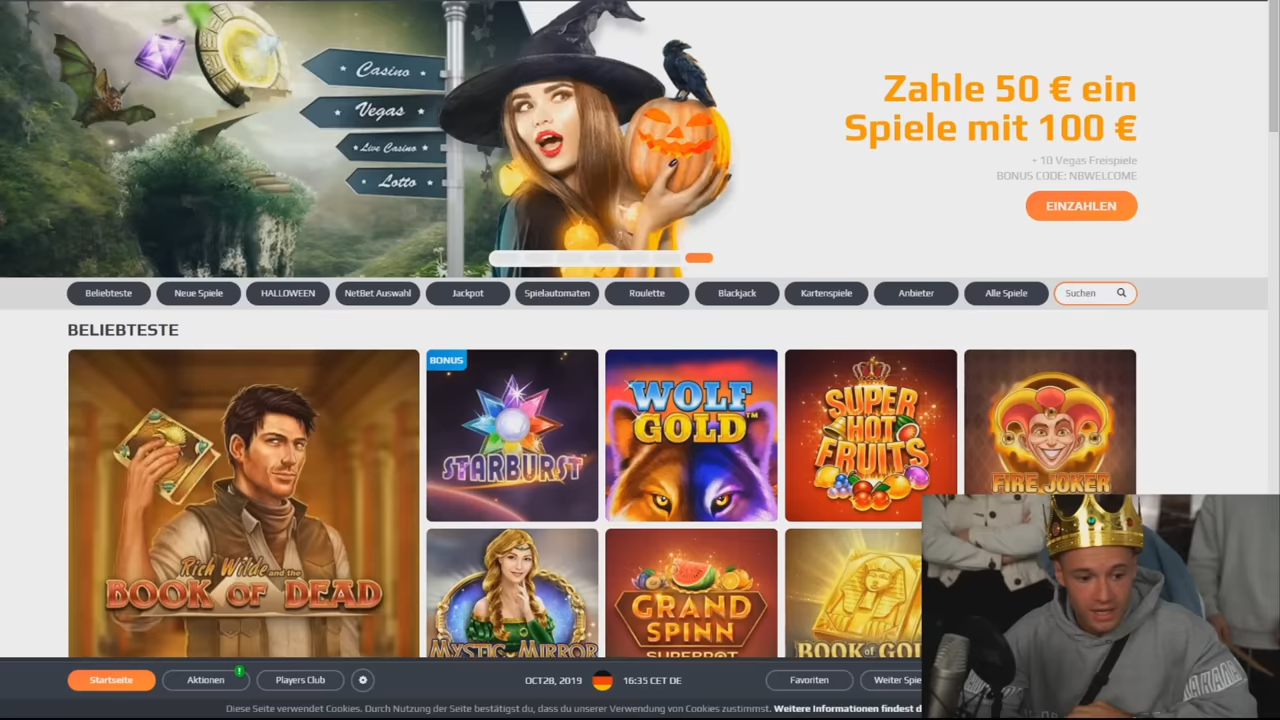 Casino
Vegas
Live Casino
Lotto
Zahle 50 € ein
Spiele mit 100 €
+ 10 Vegas Freispiele
BONUS CODE: NBWELCOME
EINZAHLEN
Beliebteste
Neue Spiele
HALLOWEEN
NetBet Auswahl
Jackpot
Spielautomaten
Roulette
Blackjack
Kartenspiele
Anbieter
Alle Spiele
Suchen
BELIEBTESTE
Rich Wilde and the
BOOK OF DEAD
BONUS
STARBURST
WOLF
GOLD™
SUPER
HOT
FRUITS
FIRE JOKER
MYSTIC MIRROR
GRAND
SPINN
SUPERPOT
BOOK of GOL
Startseite
Aktionen
!
Players Club
OCT28, 2019
16:35 CET DE
Favoriten
Weiter Spie
Diese Seite verwendet Cookies. Durch Nutzung der Seite bestätigst du, dass du unserer Verwendung von Cookies zustimmst. Weitere Informationen findest d